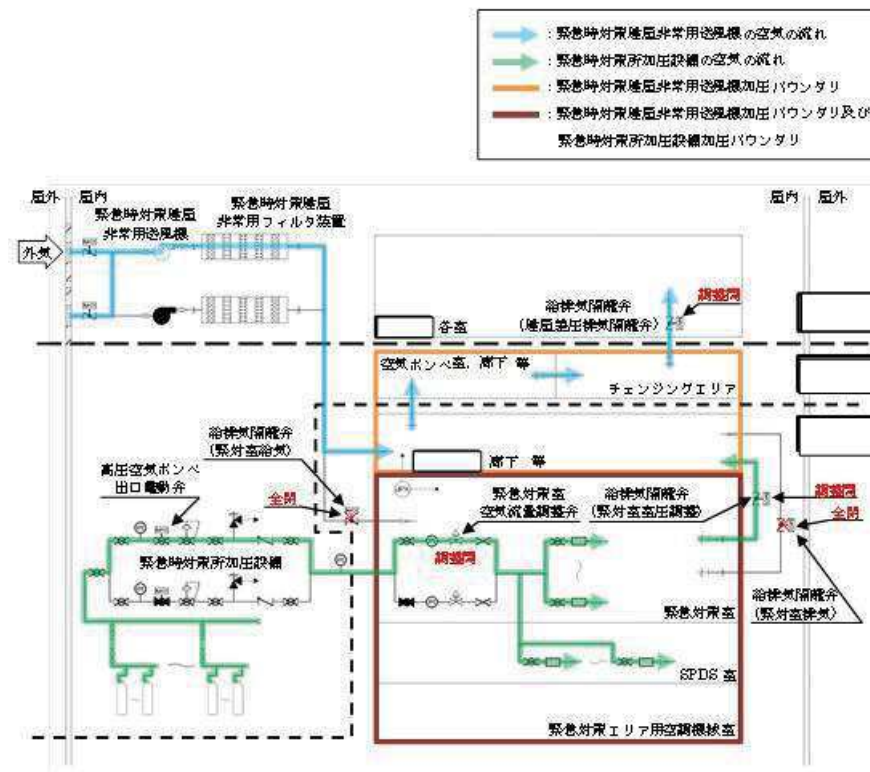 ：緊急時対策建屋非常用送風機の空気の流れ
：緊急時対策所加圧設備の空気の流れ
：緊急時対策建屋非常用送風機加圧バウンダリ
：緊急時対策建屋非常用送風機加圧バウンダリ及び
緊急時対策所加圧設備加圧バウンダリ
屋外
屋内
緊急時対策建屋
非常用送風機
緊急時対策建屋
非常用フィルタ装置
屋内
屋外
外気
給排気隔離弁
(建屋差圧排気隔離弁)
調整開
各室
空気ボンベ室，廊下 等
チェンジングエリア
給排気隔離弁
(緊対室給気)
高圧空気ボンベ
出口電動弁
全閉
廊下 等
緊急対策室
空気流量調整弁
給排気隔離弁
(緊対室室圧調整)
調整開
全閉
緊急時対策所加圧設備
調整開
給排気隔離弁
(緊対室排気)
緊急対策室
SPDS 室
緊急対策エリア用空調機械室